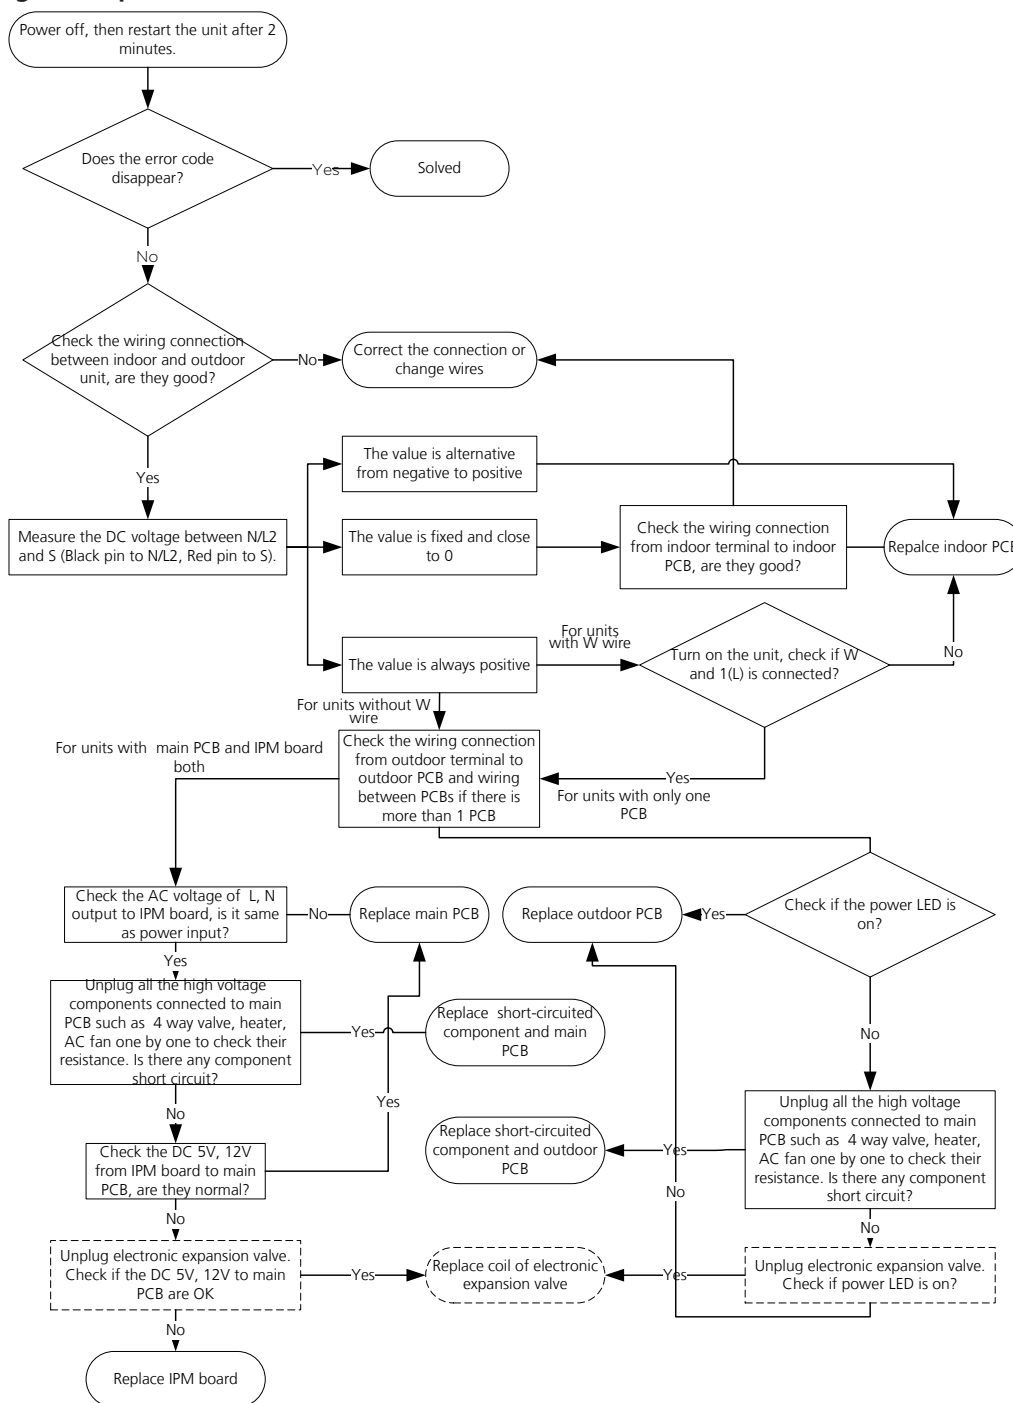 Power off, then restart the unit after 2
minutes.
Does the error code
disappear?
Yes
Solved
No
Check the wiring connection
between indoor and outdoor
unit, are they good?
No
Correct the connection or
change wires
Yes
The value is alternative
from negative to positive
Measure the DC voltage between N/L2
and S (Black pin to N/L2, Red pin to S).
The value is fixed and close
to 0
Check the wiring connection
from indoor terminal to indoor
PCB, are they good?
Repalce indoor PCB
The value is always positive
For units
with W wire
Turn on the unit, check if W
and 1(L) is connected?
No
For units without W
wire
For units with  main PCB and IPM board
both
Check the wiring connection
from outdoor terminal to
outdoor PCB and wiring
between PCBs if there is
more than 1 PCB
Yes
For units with only one
PCB
Check the AC voltage of  L, N
output to IPM board, is it same
as power input?
No
Replace main PCB
Replace outdoor PCB
Yes
Check if the power LED is
on?
Yes
Unplug all the high voltage
components connected to main
PCB such as  4 way valve, heater,
AC fan one by one to check their
resistance. Is there any component
short circuit?
Yes
Replace  short-circuited
component and main
PCB
No
No
Yes
Check the DC 5V, 12V
from IPM board to main
PCB, are they normal?
Replace short-circuited
component and outdoor
PCB
Yes
Unplug all the high voltage
components connected to main
PCB such as  4 way valve, heater,
AC fan one by one to check their
resistance. Is there any component
short circuit?
No
No
No
Unplug electronic expansion valve.
Check if the DC 5V, 12V to main
PCB are OK
Yes
Replace coil of electronic
expansion valve
Yes
Unplug electronic expansion valve.
Check if power LED is on?
No
Replace IPM board